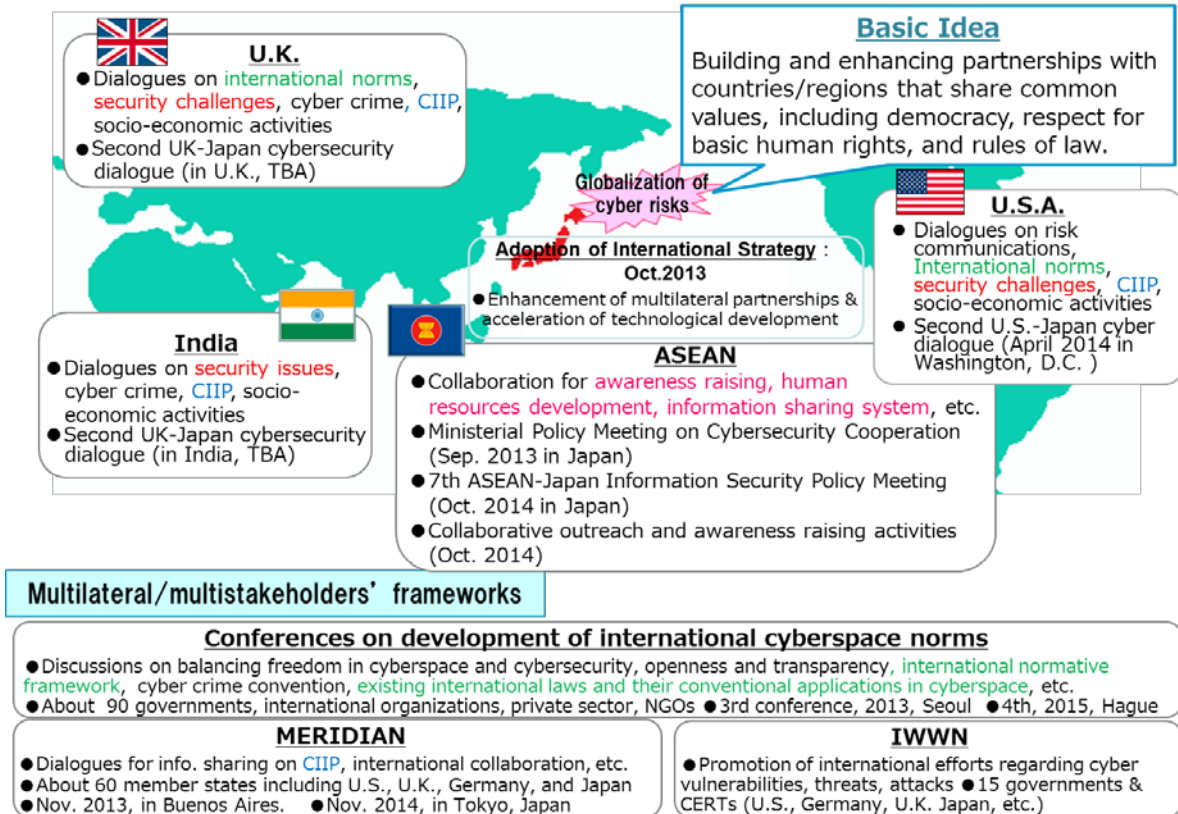 U.K.
●Dialogues on international norms,
security challenges, cyber crime, CIIP,
socio-economic activities
●Second UK-Japan cybersecurity
dialogue (in U.K., TBA)
Basic Idea
Building and enhancing partnerships with
countries/regions that share common
values, including democracy, respect for
basic human rights, and rules of law.
Globalization of
cyber risks
Adoption of International Strategy :
Oct.2013
●Enhancement of multilateral partnerships &
acceleration of technological development
U.S.A.
● Dialogues on risk
communications,
International norms,
security challenges, CIIP,
socio-economic activities
● Second U.S.-Japan cyber
dialogue (April 2014 in
Washington, D.C. )
India
●Dialogues on security issues,
cyber crime, CIIP, socio-
economic activities
●Second UK-Japan cybersecurity
dialogue (in India, TBA)
ASEAN
●Collaboration for awareness raising, human
resources development, information sharing system, etc.
●Ministerial Policy Meeting on Cybersecurity Cooperation
(Sep. 2013 in Japan)
●7th ASEAN-Japan Information Security Policy Meeting
(Oct. 2014 in Japan)
●Collaborative outreach and awareness raising activities
(Oct. 2014)
Multilateral/multistakeholders' frameworks
Conferences on development of international cyberspace norms
●Discussions on balancing freedom in cyberspace and cybersecurity, openness and transparency, international normative
framework, cyber crime convention, existing international laws and their conventional applications in cyberspace, etc.
●About 90 governments, international organizations, private sector, NGOs ●3rd conference, 2013, Seoul ●4th, 2015, Hague
MERIDIAN
●Dialogues for info. sharing on CIIP, international collaboration, etc.
●About 60 member states including U.S., U.K., Germany, and Japan
●Nov. 2013, in Buenos Aires. ●Nov. 2014, in Tokyo, Japan
IWWN
●Promotion of international efforts regarding cyber
vulnerabilities, threats, attacks ●15 governments &
CERTs (U.S., Germany, U.K. Japan, etc.)